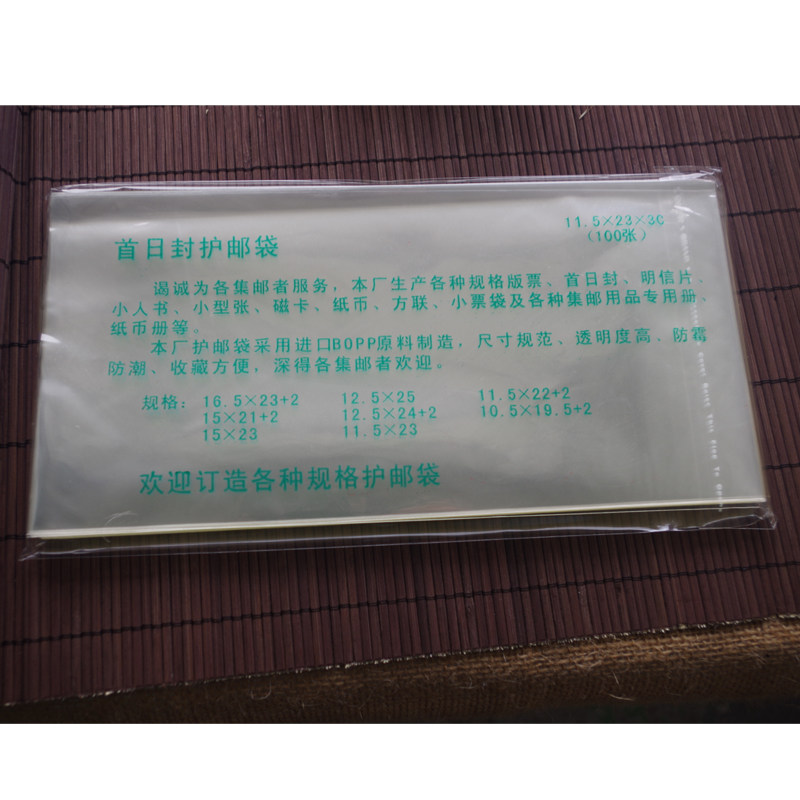 首日封护邮袋
11.5×23×3C
(100张)
谒诚为各集邮者服务，本厂生产各种规格版票、首日封、明信片、
小人书、小型张、磁卡、纸币、方联、小票袋及各种集邮用品专用册、
纸币册等。
本厂护邮袋采用进口BOPP原料制造，尺寸规范、透明度高、防霉
防潮、收藏方便，深得各集邮者欢迎。
规格: 16.5×23+2 12.5×25 11.5×22+2
15×21+2 12.5×24+2 10.5×19.5+2
15×23 11.5×23
欢迎订造各种规格护邮袋